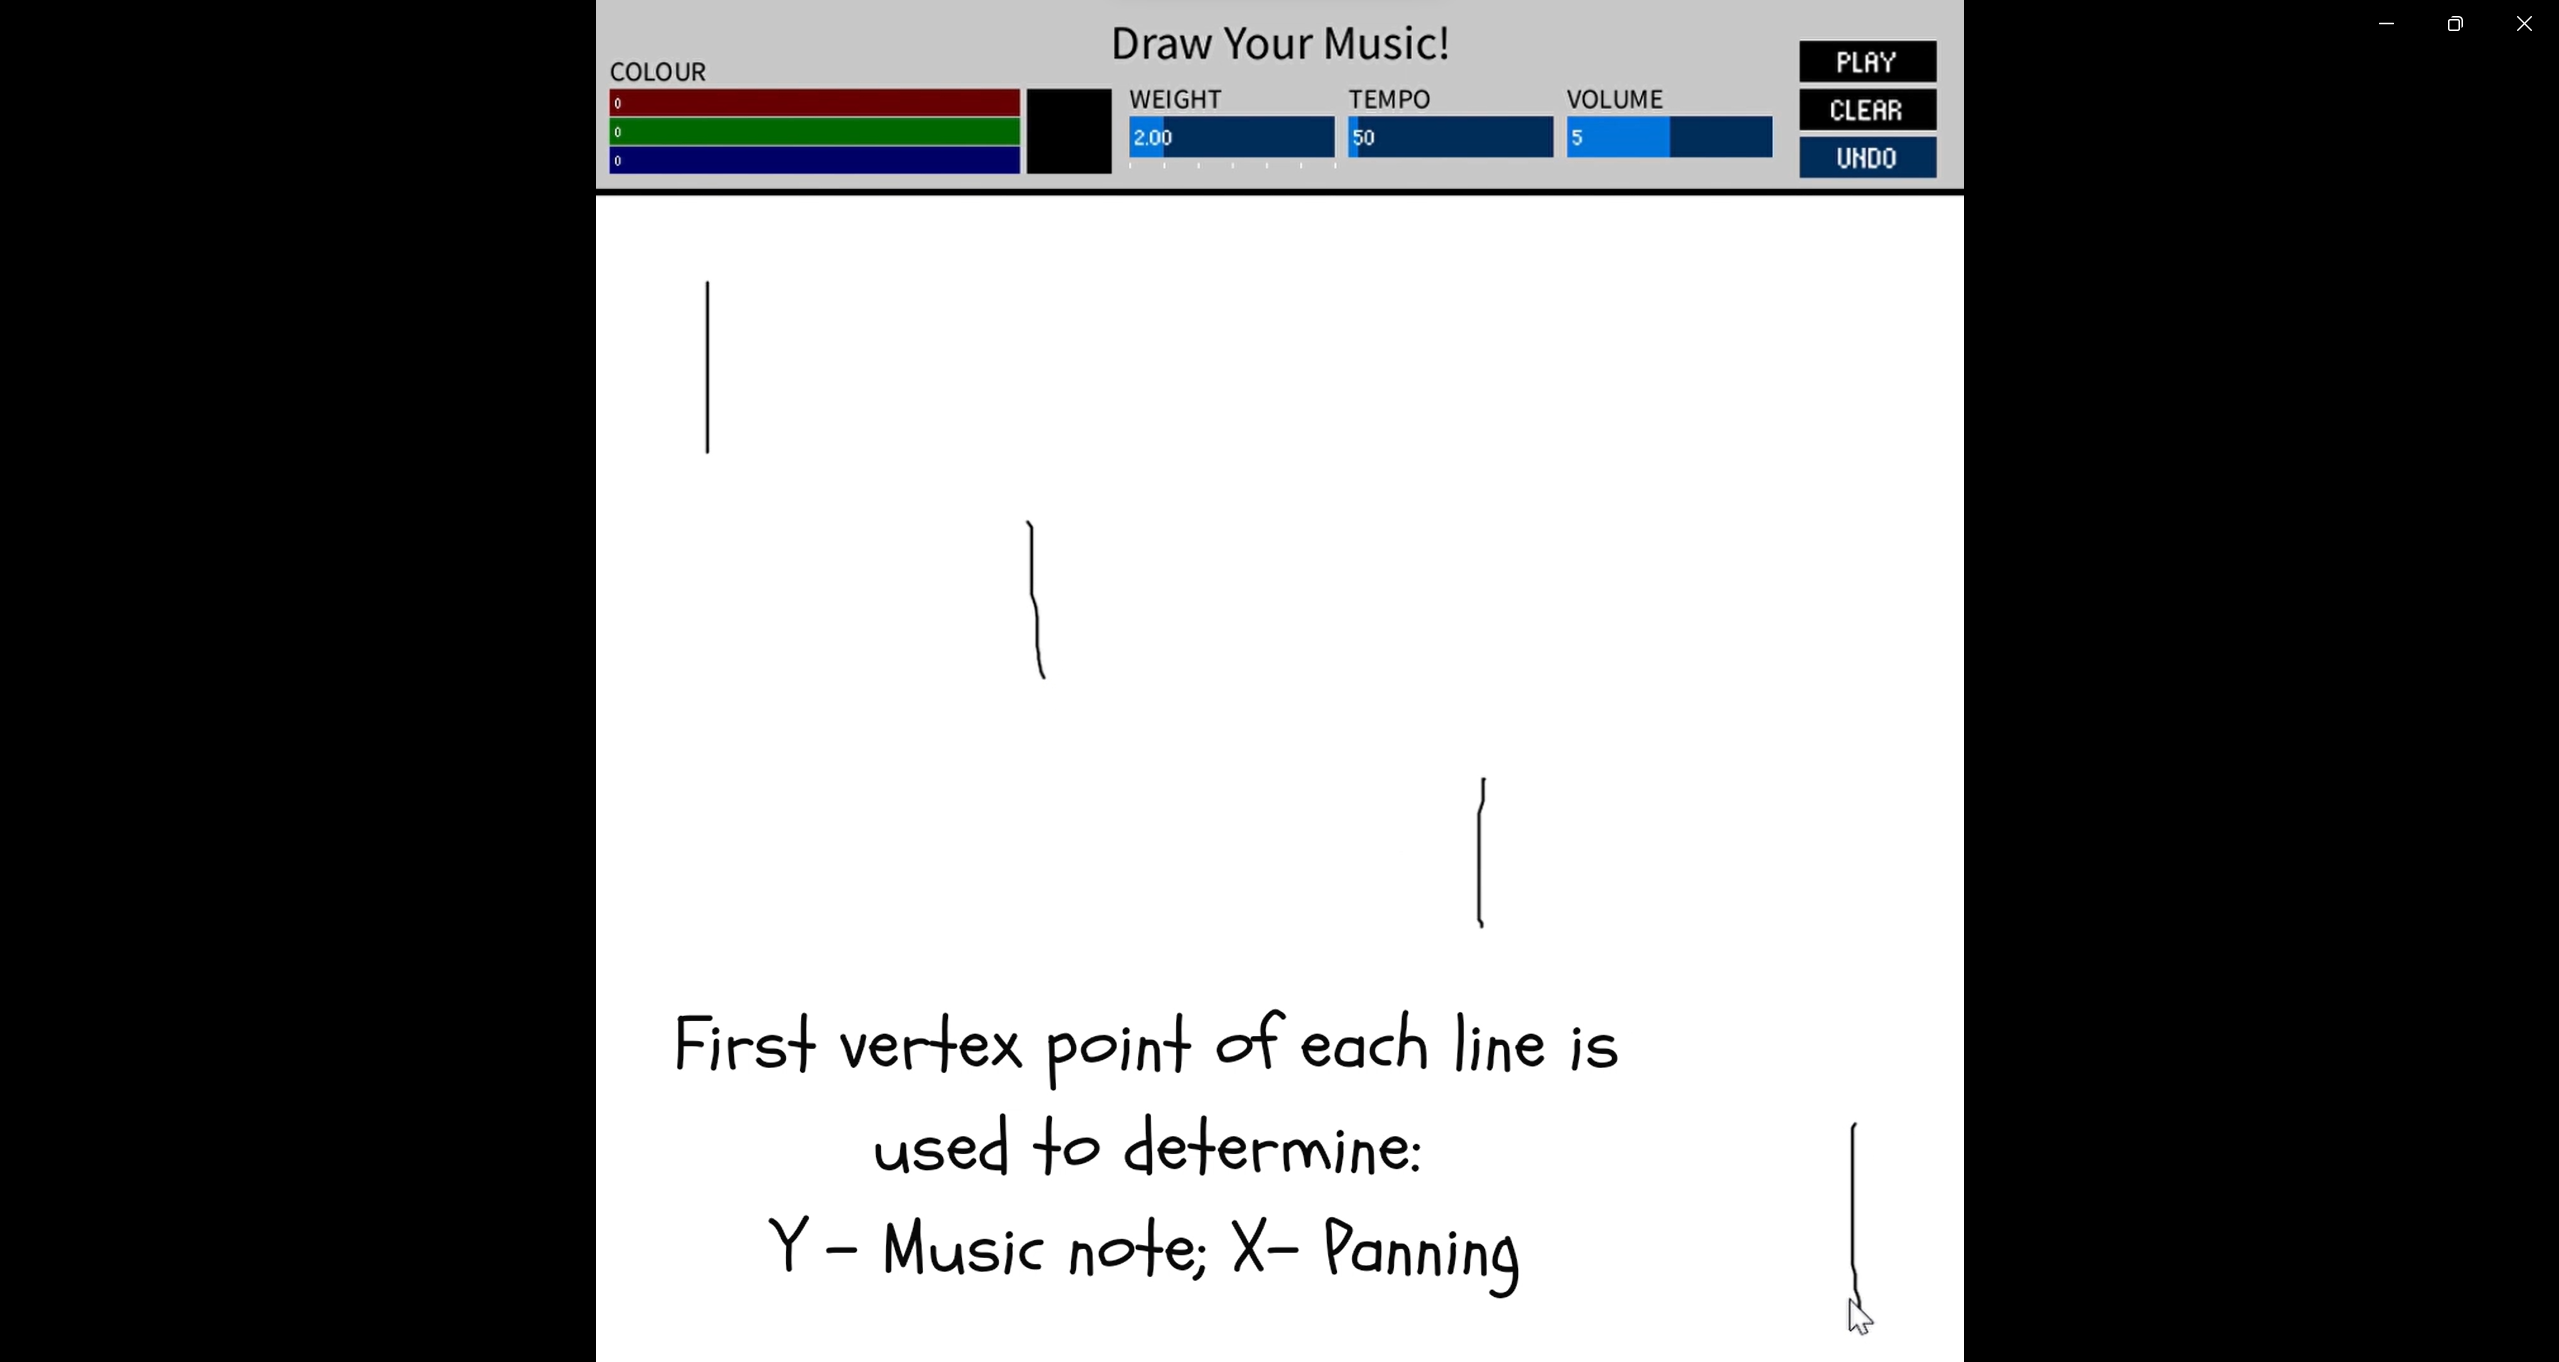 Draw Your Music!
COLOUR
0
0
0
WEIGHT
2.00
TEMPO
50
VOLUME
5
PLAY
CLEAR
UNDO
First vertex point of each line is
used to determine:
Y - Music note; X- Panning